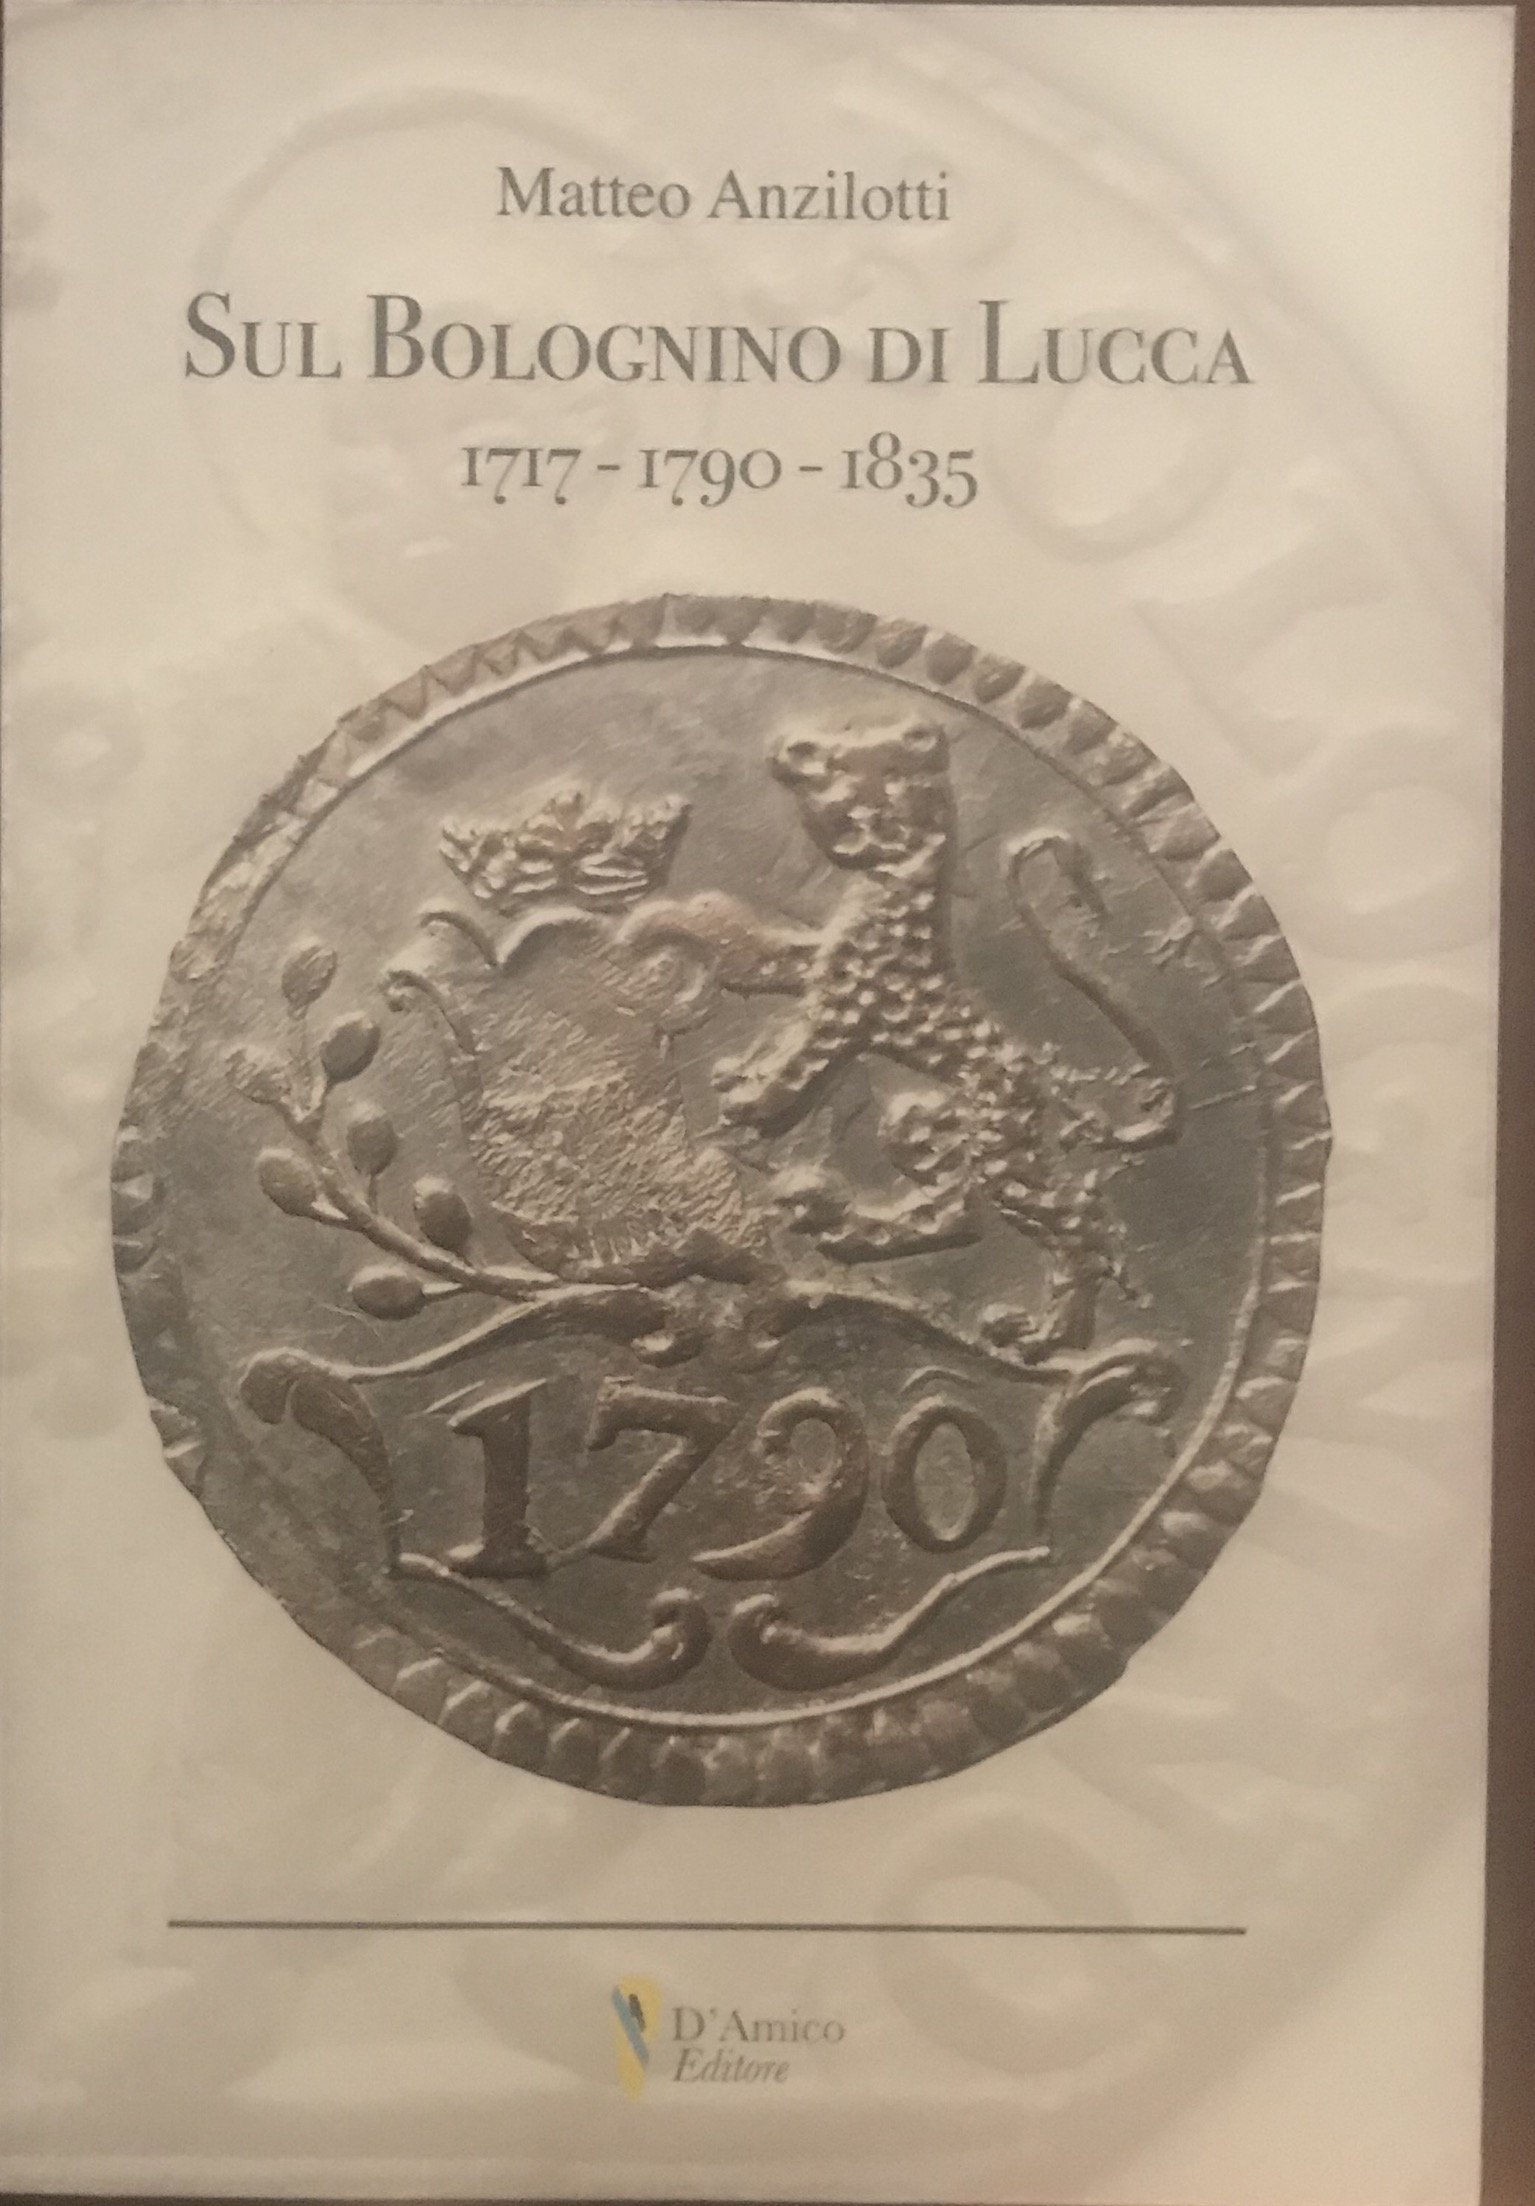 Matteo Anzilotti
SUL BOLOGNINO DI LUCCA
1717 - 1790 - 1835
1790
D'Amico
Editore